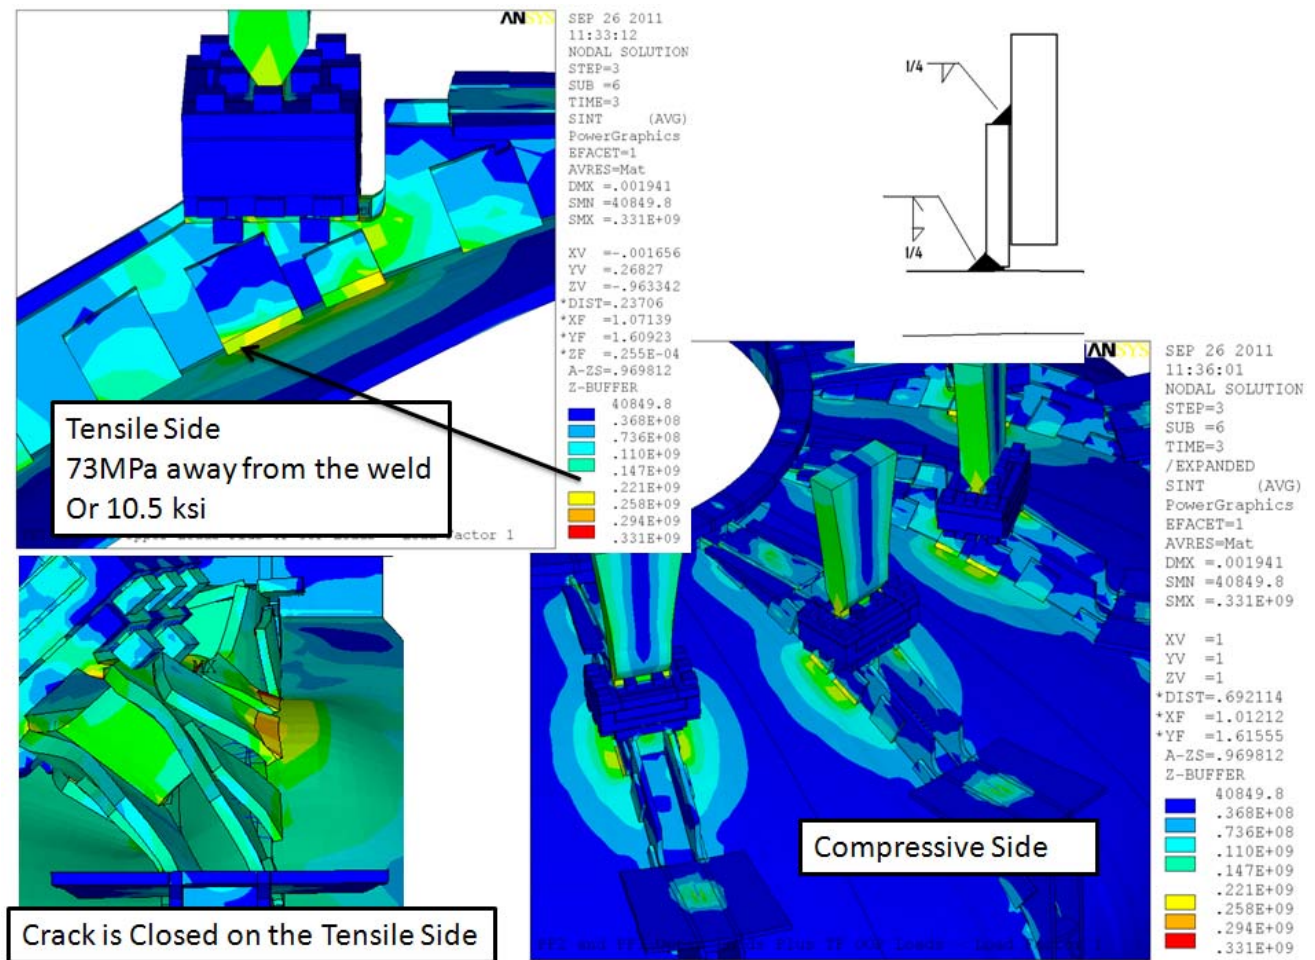 ANSYS
SEP 26 2011
11:33:12
NODAL SOLUTION
STEP=3
SUB =6
TIME=3
SINT (AVG)
PowerGraphics
EFACET=1
AVRES=Mat
DMX =.001941
SMN =40849.8
SMX =.331E+09
XV =-.001656
YV =.26827
ZV =-.963342
*DIST=.23706
*XF =1.07139
*YF =1.60923
*ZF =.255E-04
A-ZS=.969812
Z-BUFFER
40849.8
.368E+08
.736E+08
.110E+09
.147E+09
.221E+09
.258E+09
.294E+09
.331E+09
Tensile Side
73MPa away from the weld
Or 10.5 ksi
actor 1
1/4
1/4
ANSYS
SEP 26 2011
11:36:01
NODAL SOLUTION
STEP=3
SUB =6
TIME=3
/EXPANDED
SINT (AVG)
PowerGraphics
EFACET=1
AVRES=Mat
DMX =.001941
SMN =40849.8
SMX =.331E+09
XV =1
YV =1
ZV =1
*DIST=.692114
*XF =1.01212
*YF =1.61555
A-ZS=.969812
Z-BUFFER
40849.8
.368E+08
.736E+08
.110E+09
.147E+09
.221E+09
.258E+09
.294E+09
.331E+09
Compressive Side
MX
Crack is Closed on the Tensile Side